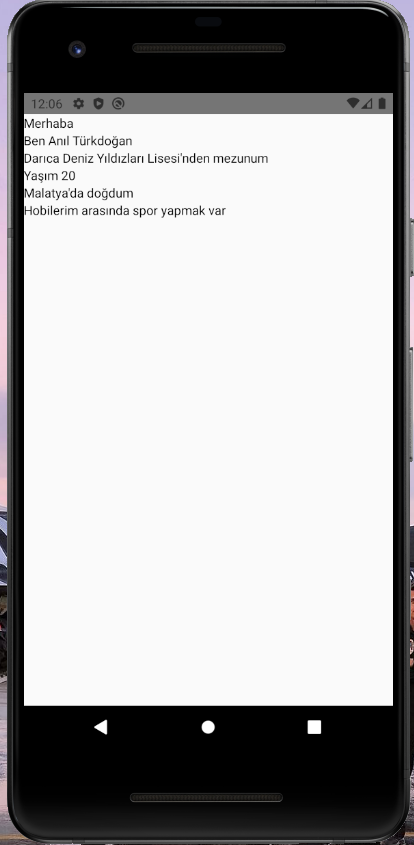 12:06
Merhaba
Ben Anıl Türkdoğan
Darıca Deniz Yıldızları Lisesi'nden mezunum
Yaşım 20
Malatya'da doğdum
Hobilerim arasında spor yapmak var